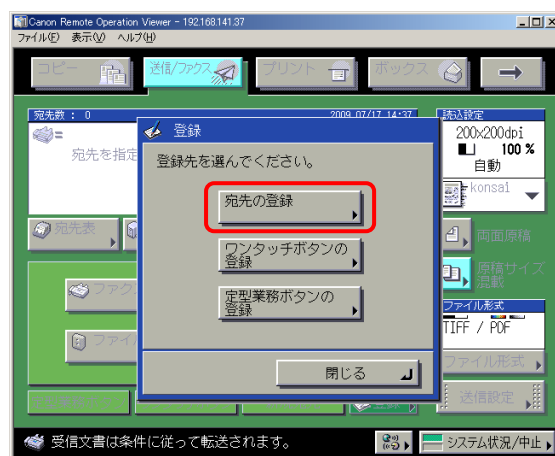 Canon Remote Operation Viewer - 192.168.141.37
ファイル(F) 表示(V) ヘルプ(H)
コピー 送信/ファクス プリント ボックス
宛先数 : 0 2009 07/17 14:37 読込設定
200x200dpi
100 %
自動
konsai
宛先を指定
登録
登録先を選んでください。
宛先の登録
ワンタッチボタンの
登録
定型業務ボタンの
登録
閉じる
宛先表
両面原稿
ファクス
原稿サイズ
混載
ファイル
ファイル形式
TIFF / PDF
ファイル形式
送信設定
受信文書は条件に従って転送されます。
システム状況/中止